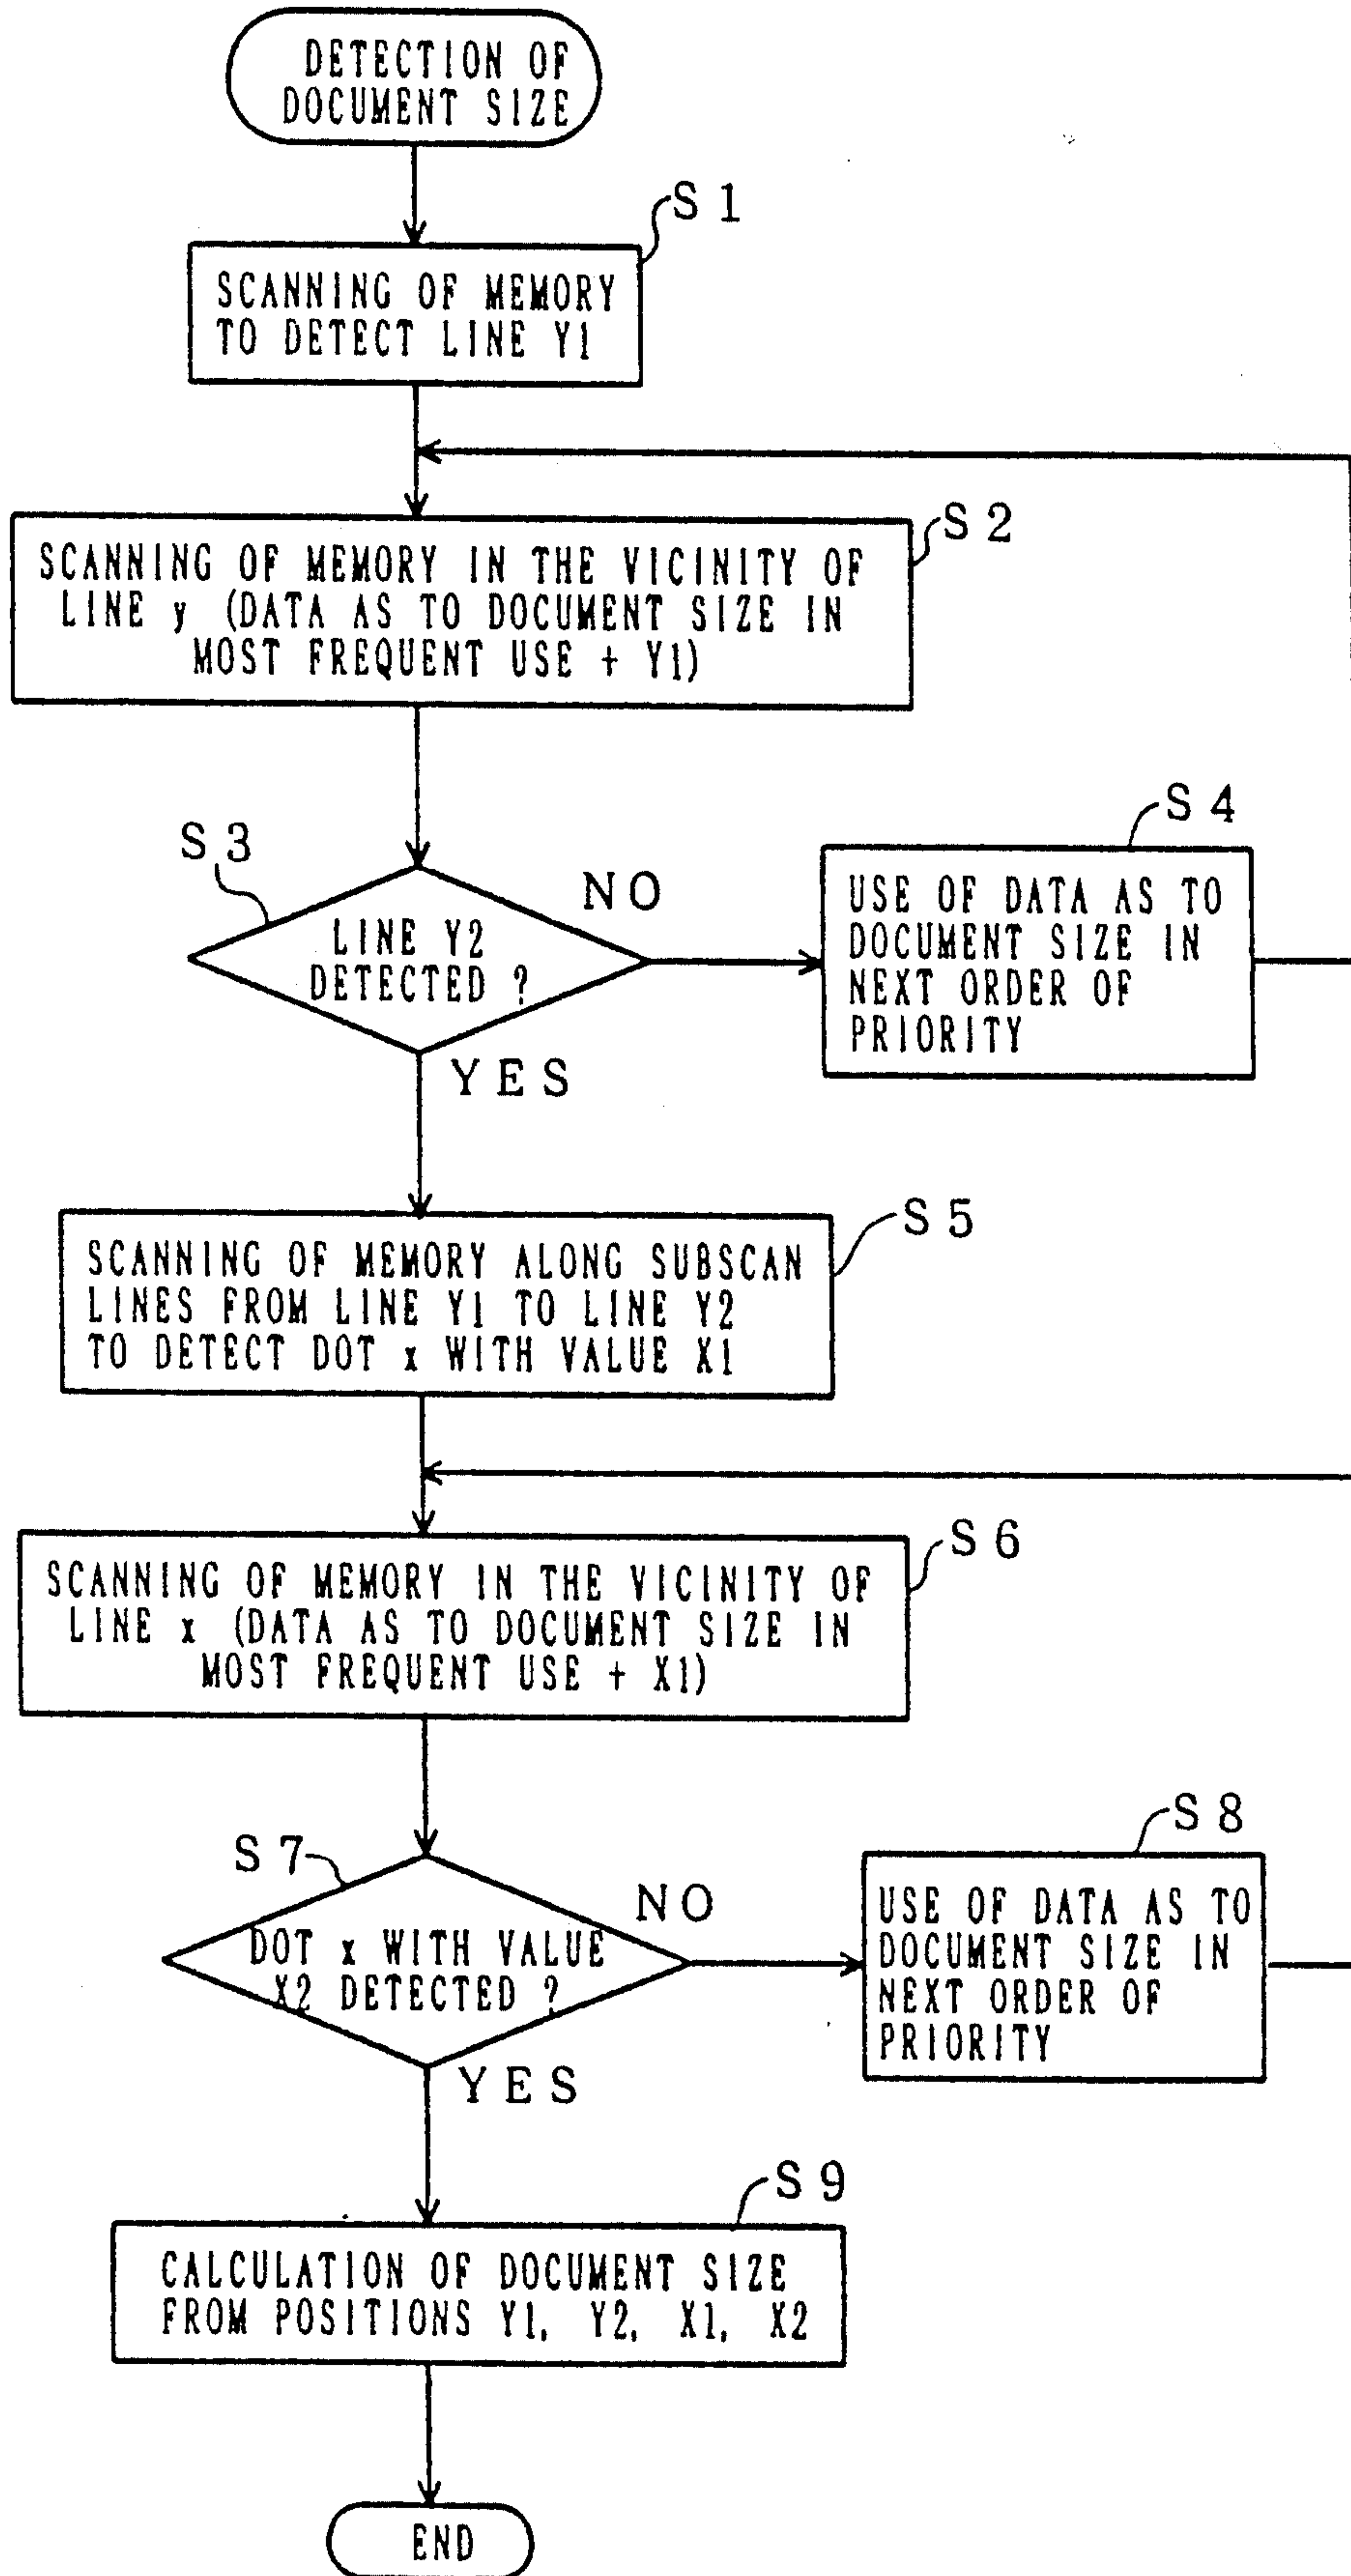 DETECTION OF
DOCUMENT SIZE
S1
SCANNING OF MEMORY
TO DETECT LINE Y1
S2
SCANNING OF MEMORY IN THE VICINITY OF
LINE y (DATA AS TO DOCUMENT SIZE IN
MOST FREQUENT USE + Y1)
S3
LINE Y2
DETECTED ?
NO
YES
S4
USE OF DATA AS TO
DOCUMENT SIZE IN
NEXT ORDER OF
PRIORITY
S5
SCANNING OF MEMORY ALONG SUBSCAN
LINES FROM LINE Y1 TO LINE Y2
TO DETECT DOT x WITH VALUE X1
S6
SCANNING OF MEMORY IN THE VICINITY OF
LINE x (DATA AS TO DOCUMENT SIZE IN
MOST FREQUENT USE + X1)
S7
DOT x WITH VALUE
X2 DETECTED ?
NO
YES
S8
USE OF DATA AS TO
DOCUMENT SIZE IN
NEXT ORDER OF
PRIORITY
S9
CALCULATION OF DOCUMENT SIZE
FROM POSITIONS Y1, Y2, X1, X2
END